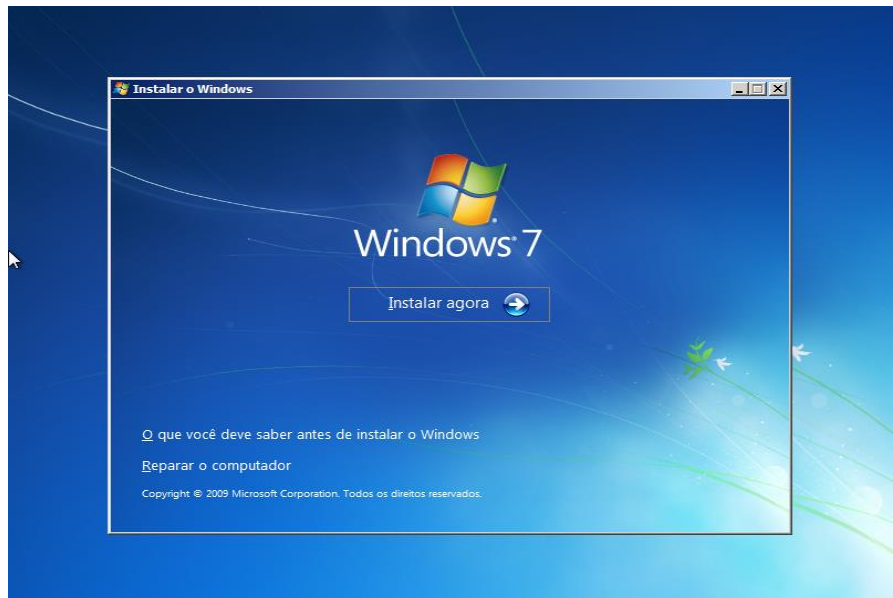 Instalar o Windows
Windows® 7
Instalar agora
O que você deve saber antes de instalar o Windows
Reparar o computador
Copyright © 2009 Microsoft Corporation. Todos os direitos reservados.